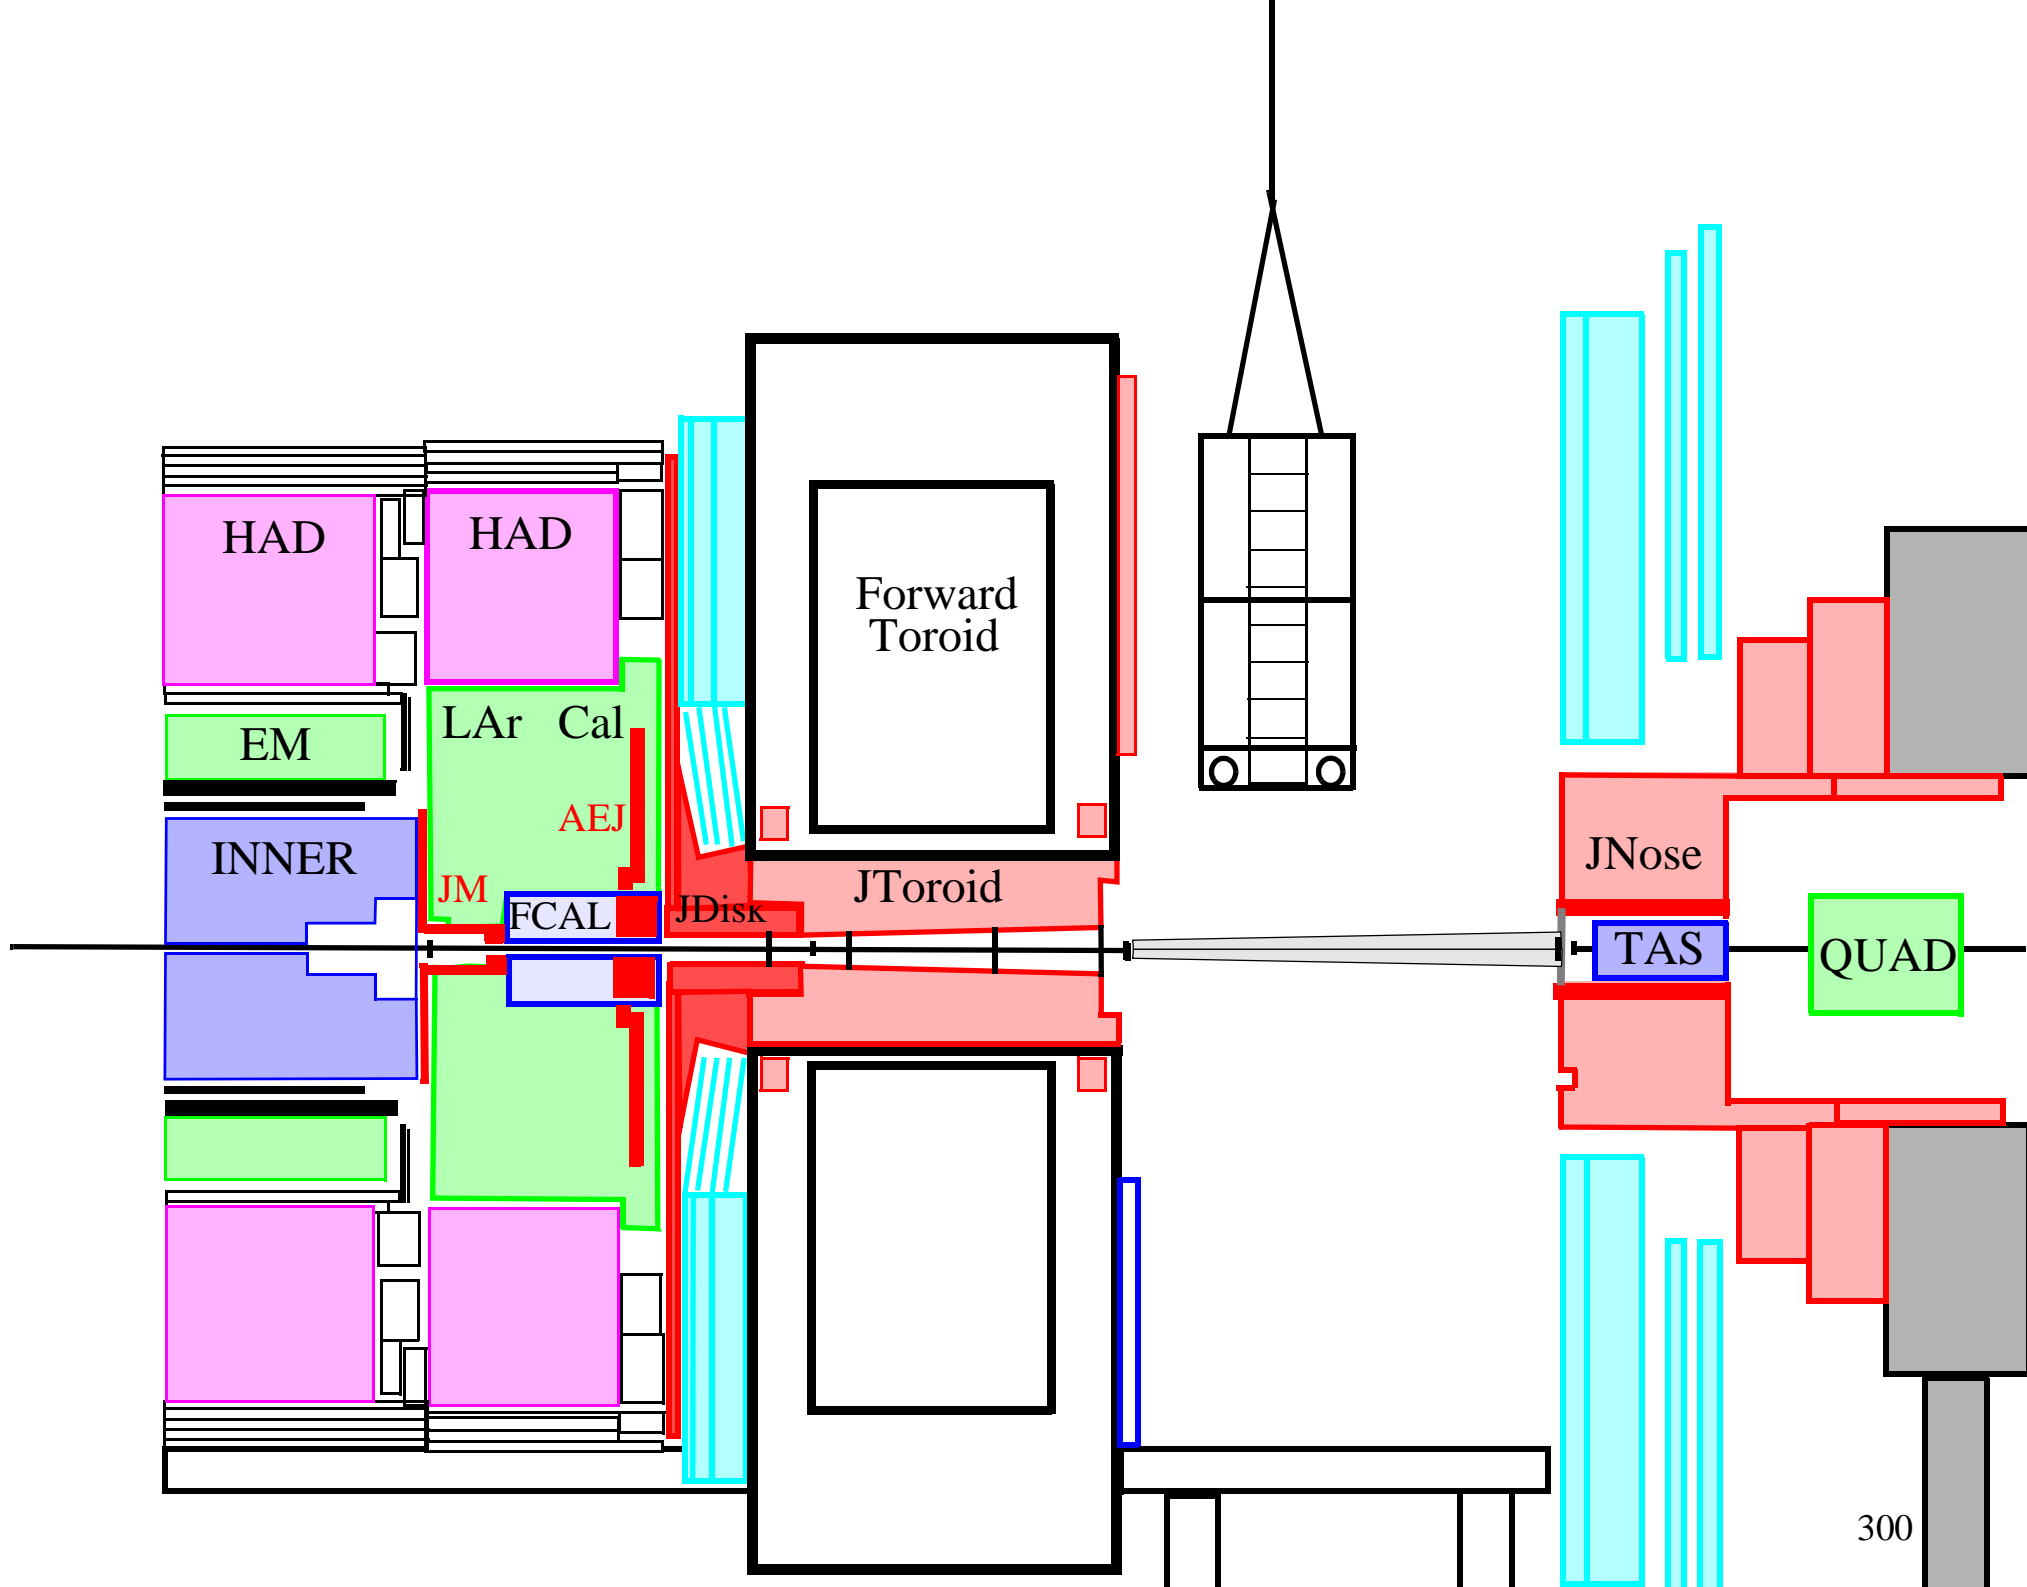 HAD
HAD
Forward
Toroid
LAr Cal
EM
AEJ
INNER
JM
JToroid
JNose
FCAL
JDisk
TAS
QUAD
300